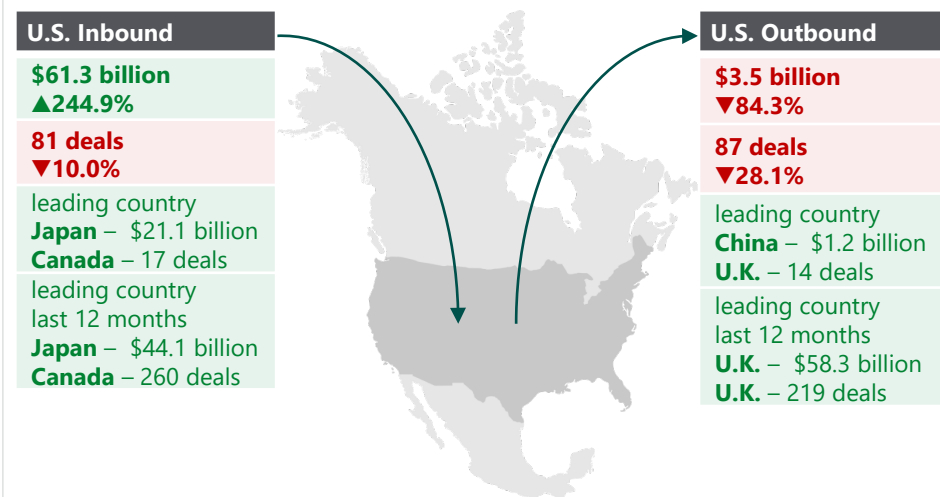 U.S. Inbound
$61.3 billion
▲244.9%
81 deals
▼10.0%
leading country
Japan – $21.1 billion
Canada – 17 deals
leading country
last 12 months
Japan – $44.1 billion
Canada – 260 deals
U.S. Outbound
$3.5 billion
▼84.3%
87 deals
▼28.1%
leading country
China – $1.2 billion
U.K. – 14 deals
leading country
last 12 months
U.K. – $58.3 billion
U.K. – 219 deals